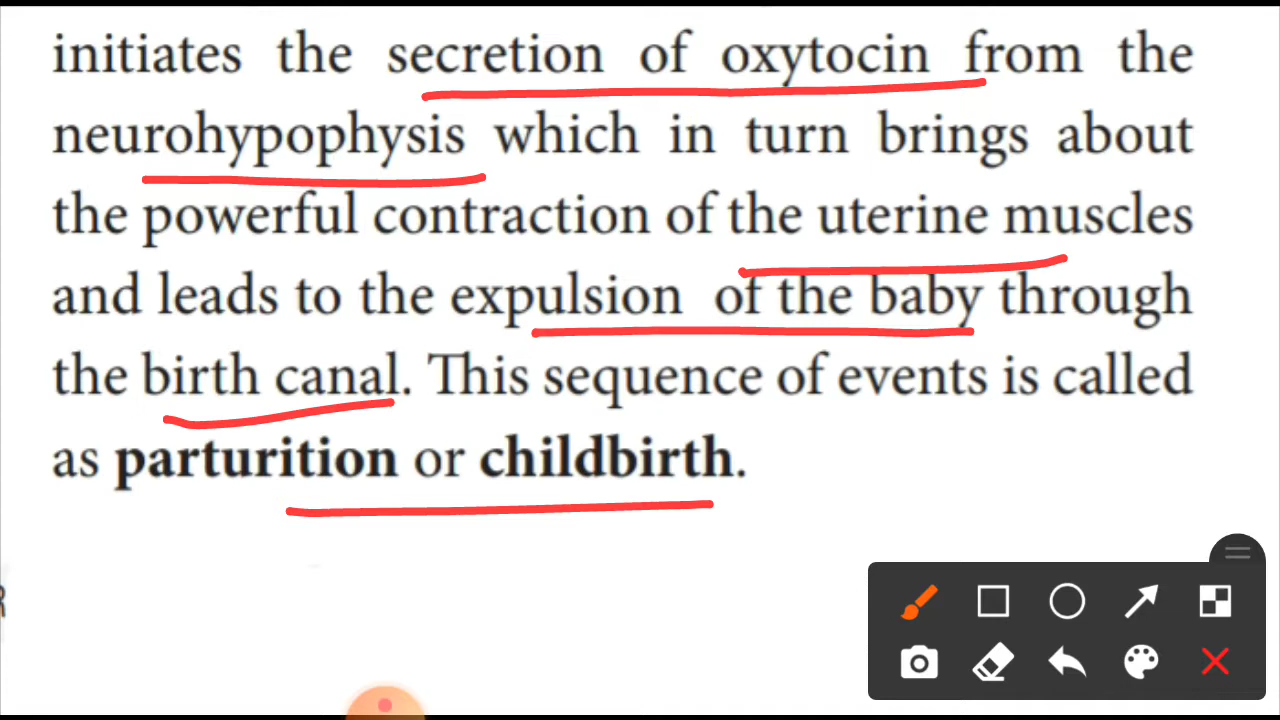 initiates the secretion of oxytocin from the
neurohypophysis which in turn brings about
the powerful contraction of the uterine muscles
and leads to the expulsion of the baby through
the birth canal. This sequence of events is called
as parturition or childbirth.